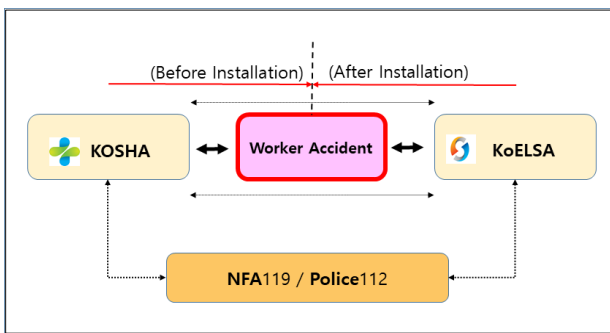 (Before Installation)
(After Installation)
KOSHA
Worker Accident
KoELSA
NFA119 / Police112